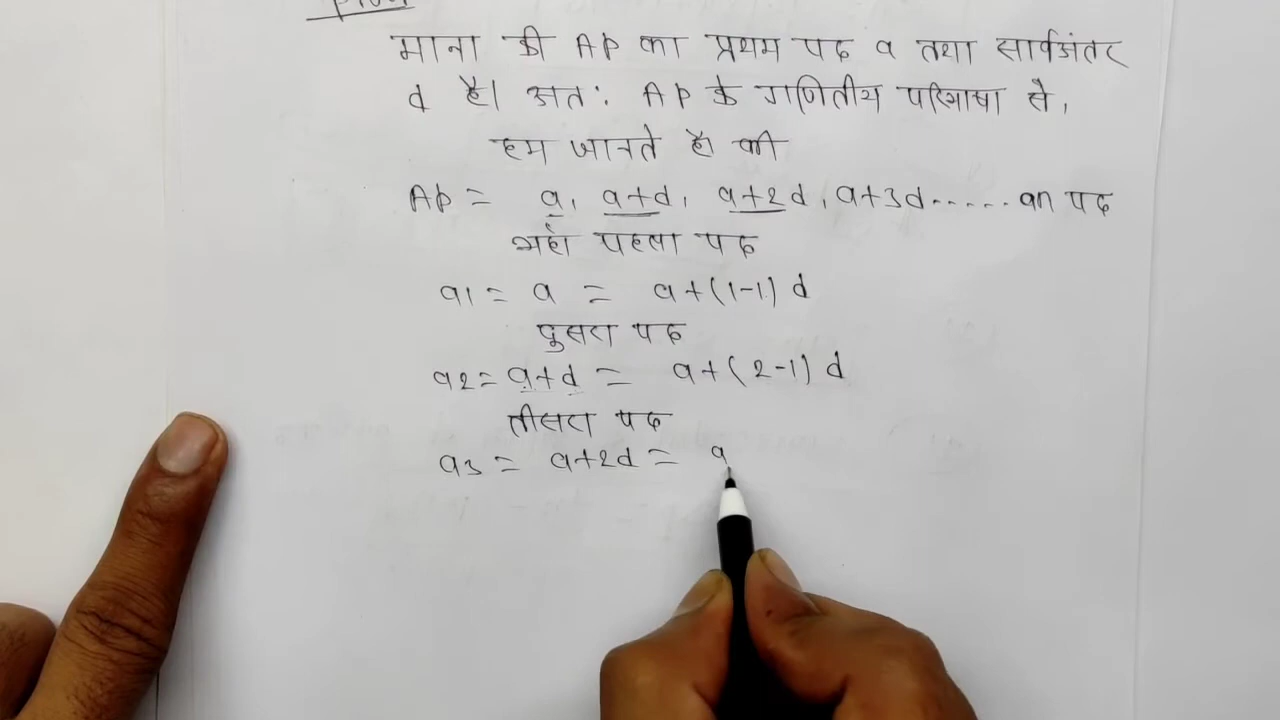 माना की AP का प्रथम पद a तथा सार्वअंतर
d है। अत: AP के गणितीय परिभाषा से,
हम जानते है। की
AP = a, a+d, a+2d, a+3d...... an पद
यहाँ पहला पद
a1 = a = a+(1-1) d
दुसरा पद
a2 = a+d = a+(2-1) d
तीसरा पद
a3 = a+2d = a